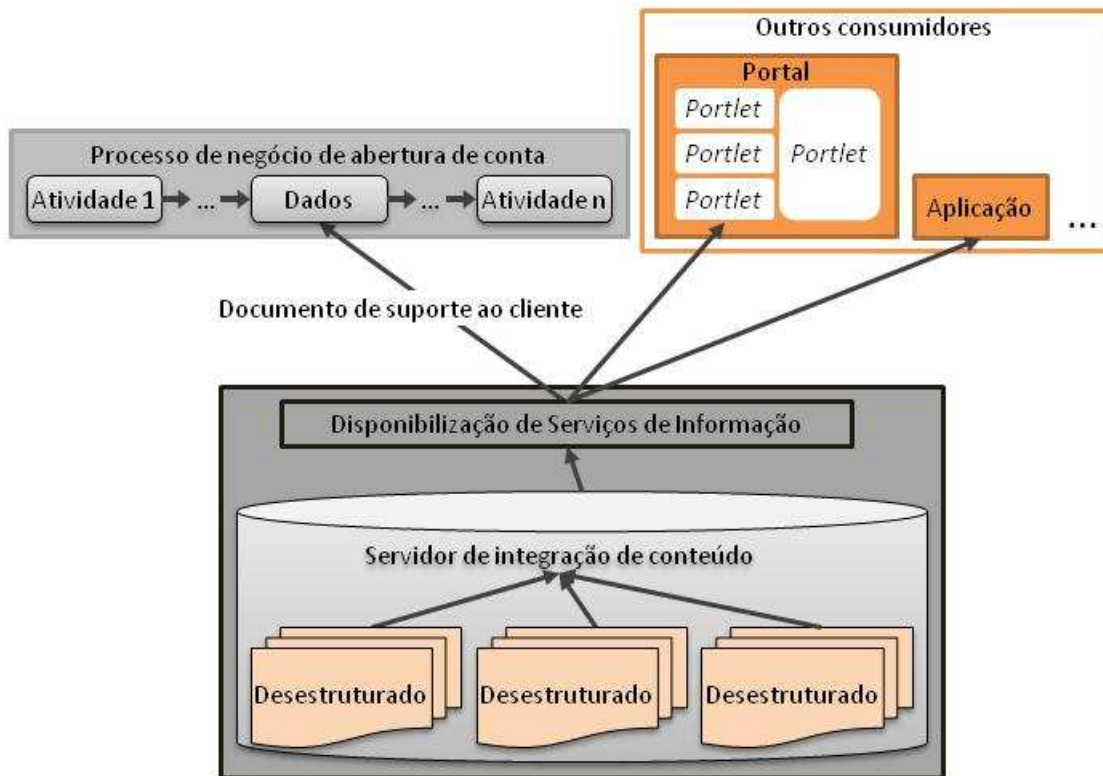 Outros consumidores
Portal
Portlet
Portlet
Portlet
Portlet
Aplicação
...
Processo de negócio de abertura de conta
Atividade 1
...
Dados
...
Atividade n
Documento de suporte ao cliente
Disponibilização de Serviços de Informação
Servidor de integração de conteúdo
Desestruturado
Desestruturado
Desestruturado